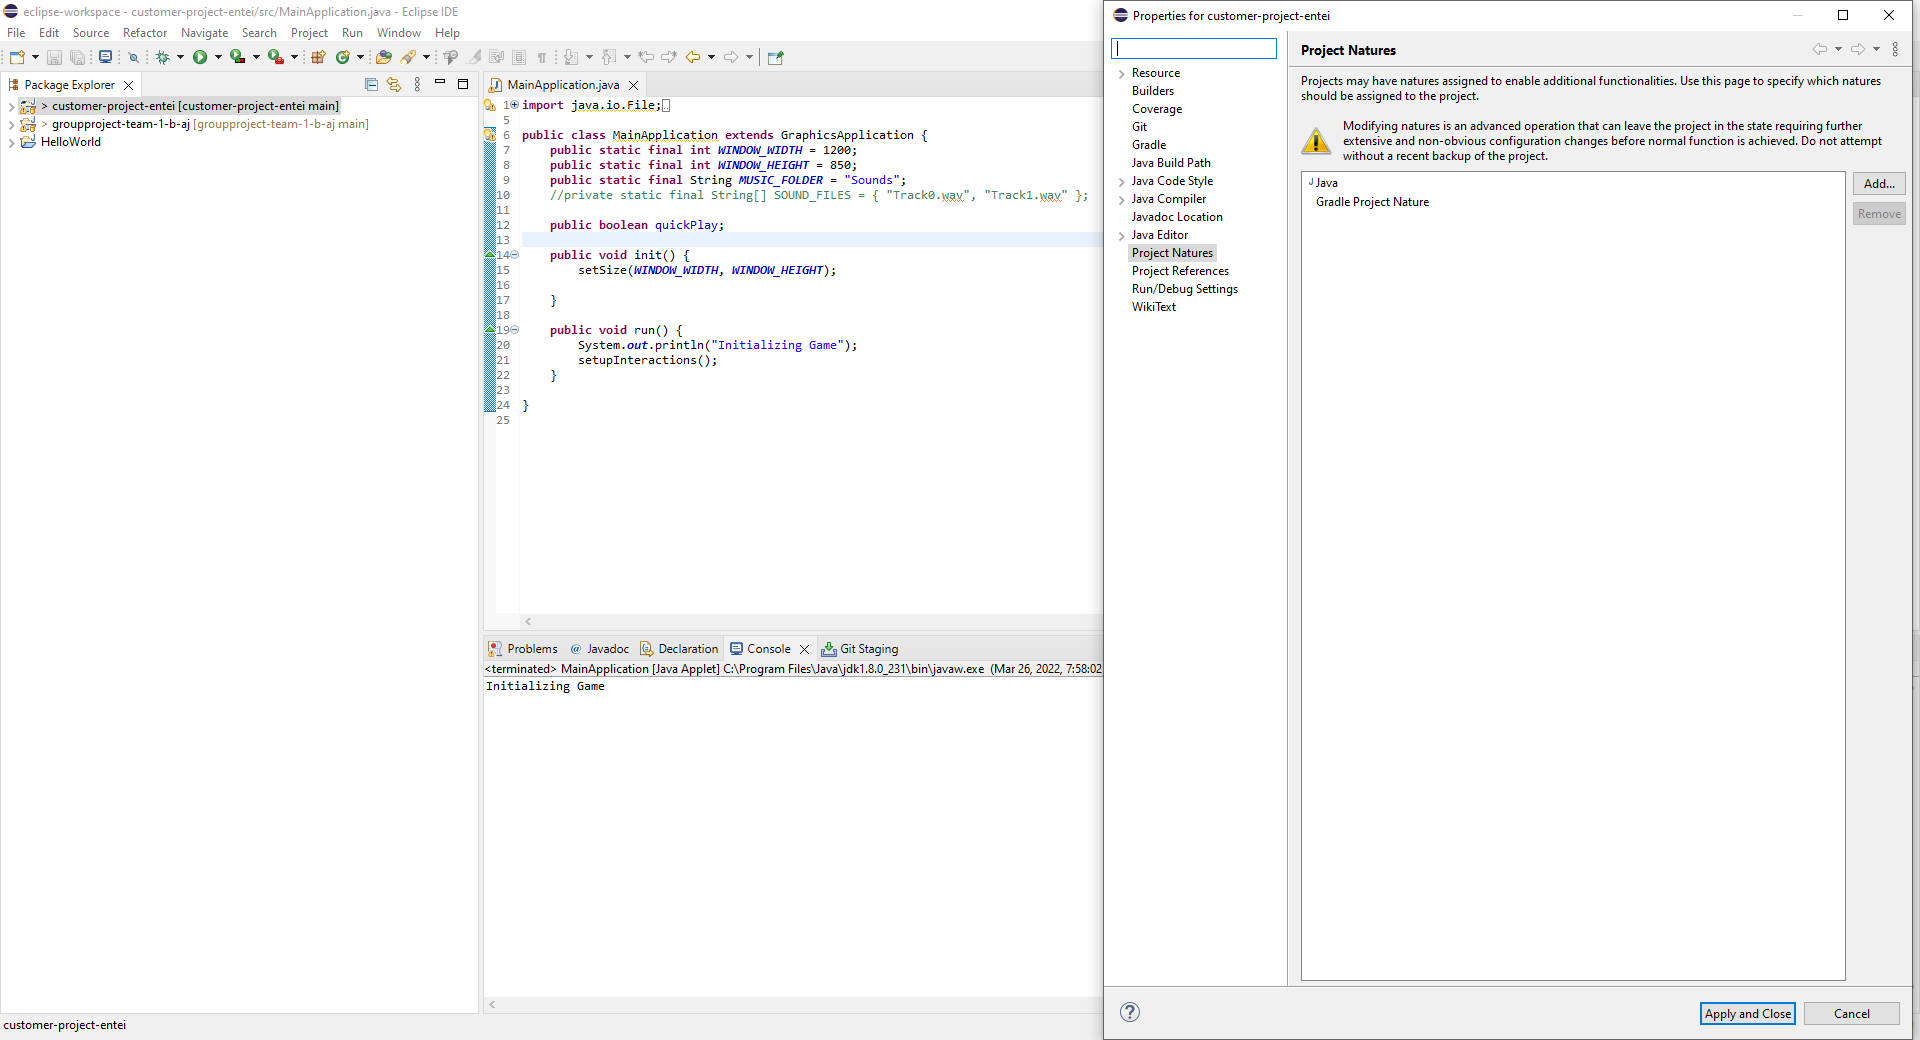 eclipse-workspace - customer-project-entei/src/MainApplication.java - Eclipse IDE
File Edit Source Refactor Navigate Search Project Run Window Help
Package Explorer
> customer-project-entei [customer-project-entei main]
> groupproject-team-1-b-aj [groupproject-team-1-b-aj main]
HelloWorld
MainApplication.java
1 import java.io.File;
5
6 public class MainApplication extends GraphicsApplication {
7 public static final int WINDOW_WIDTH = 1200;
8 public static final int WINDOW_HEIGHT = 850;
9 public static final String MUSIC_FOLDER = "Sounds";
10 //private static final String[] SOUND_FILES = { "Track0.wav", "Track1.wav" };
11
12 public boolean quickPlay;
13
14 public void init() {
15 setSize(WINDOW_WIDTH, WINDOW_HEIGHT);
16
17 }
18
19 public void run() {
20 System.out.println("Initializing Game");
21 setupInteractions();
22 }
23
24 }
25
Problems Javadoc Declaration Console Git Staging
<terminated> MainApplication [Java Applet] C:\Program Files\Java\jdk1.8.0_231\bin\javaw.exe (Mar 26, 2022, 7:58:02
Initializing Game
customer-project-entei
Properties for customer-project-entei
Resource
Builders
Coverage
Git
Gradle
Java Build Path
Java Code Style
Java Compiler
Javadoc Location
Java Editor
Project Natures
Project References
Run/Debug Settings
WikiText
Project Natures
Projects may have natures assigned to enable additional functionalities. Use this page to specify which natures
should be assigned to the project.
Modifying natures is an advanced operation that can leave the project in the state requiring further
extensive and non-obvious configuration changes before normal function is achieved. Do not attempt
without a recent backup of the project.
Java
Gradle Project Nature
Add...
Remove
Apply and Close
Cancel